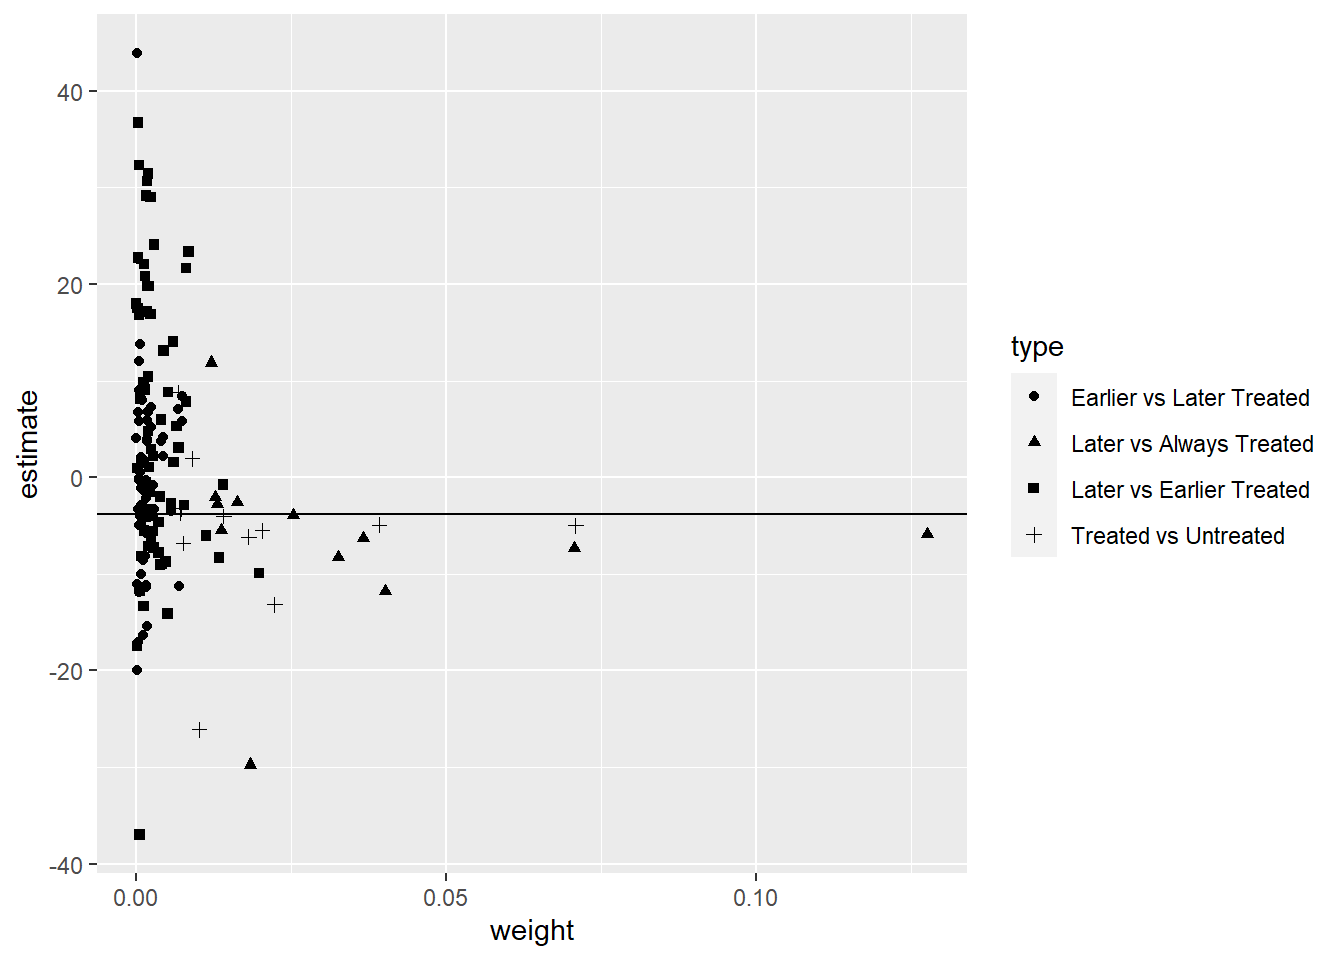 estimate
40
20
0
-20
-40
0.00
0.05
0.10
weight
type
Earlier vs Later Treated
Later vs Always Treated
Later vs Earlier Treated
Treated vs Untreated